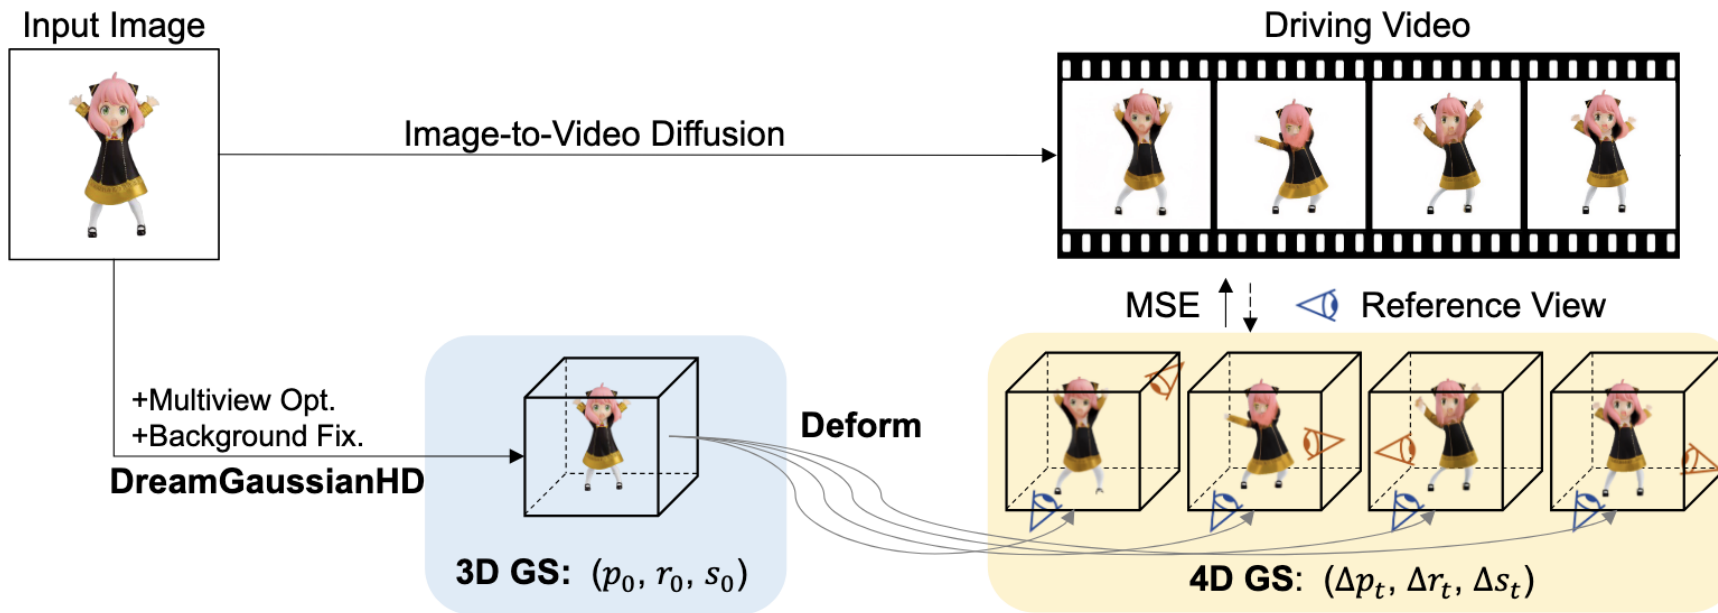 Input Image
Driving Video
Image-to-Video Diffusion
MSE
Reference View
+Multiview Opt.
+Background Fix.
DreamGaussianHD
Deform
3D GS: (p₀, r₀, s₀)
4D GS: (Δpₜ, Δrₜ, Δsₜ)